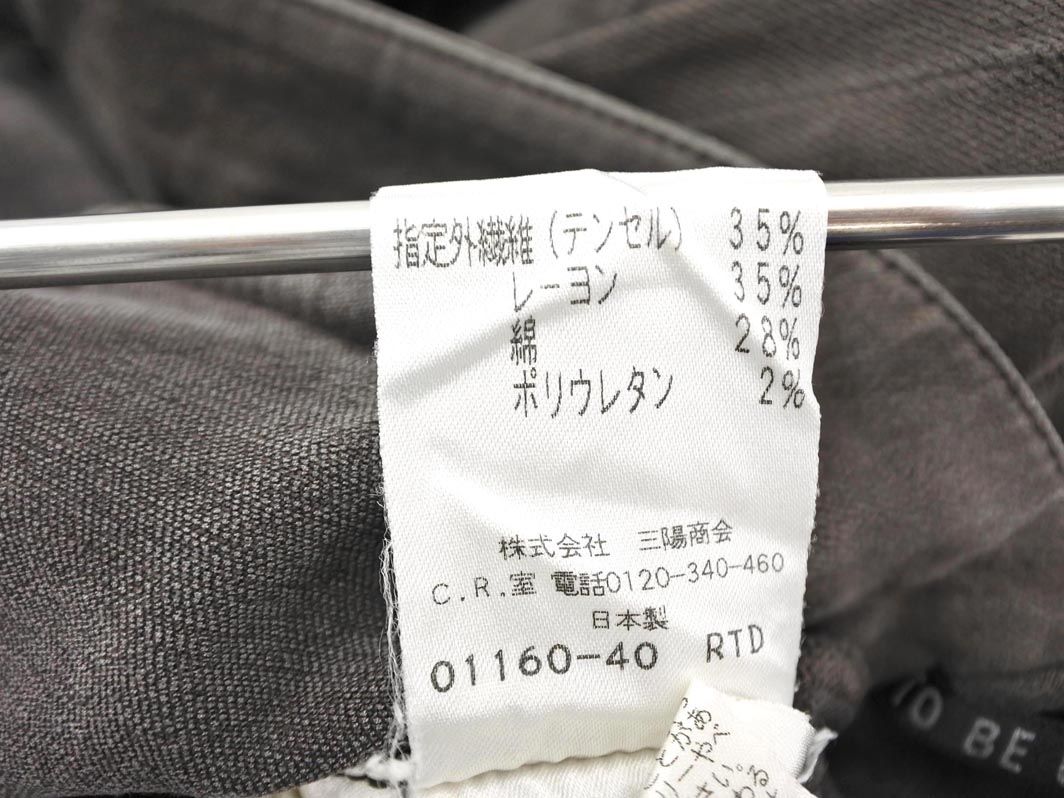 指定外繊維(テンセル) 35%
レーヨン 35%
綿 28%
ポリウレタン 2%
株式会社 三陽商会
C.R.室 電話0120-340-460
日本製
01160-40 RTD
BE